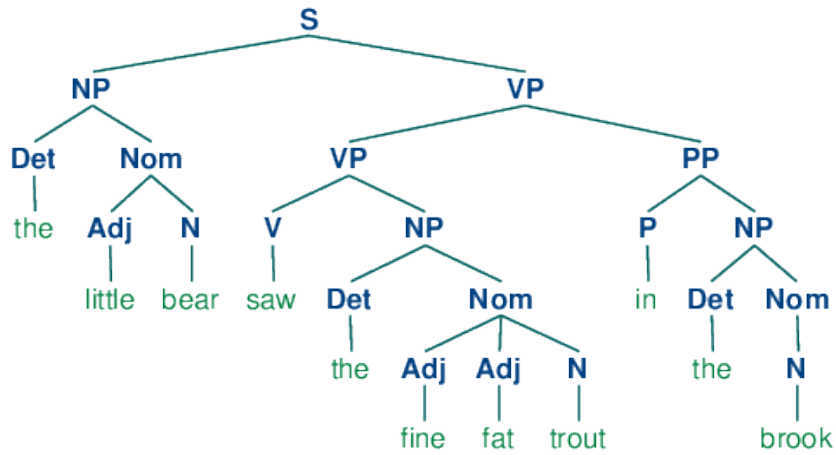 S
NP VP
Det Nom VP PP
the Adj N V NP P NP
little bear saw Det Nom in Det Nom
the Adj Adj N the N
fine fat trout brook